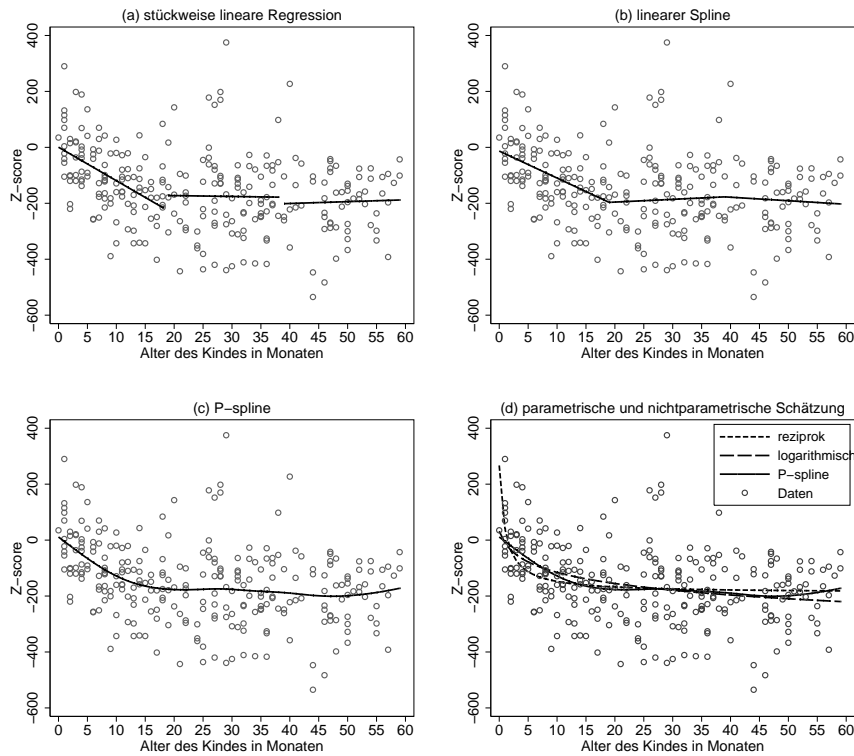 (a) stückweise lineare Regression
400
200
0
−200
−400
−600
Z−score
0 5 10 15 20 25 30 35 40 45 50 55 60
Alter des Kindes in Monaten
(b) linearer Spline
400
200
0
−200
−400
−600
Z−score
0 5 10 15 20 25 30 35 40 45 50 55 60
Alter des Kindes in Monaten
(c) P−spline
400
200
0
−200
−400
−600
Z−score
0 5 10 15 20 25 30 35 40 45 50 55 60
Alter des Kindes in Monaten
(d) parametrische und nichtparametrische Schätzung
400
200
0
−200
−400
−600
Z−score
reziprok
logarithmisch
P−spline
Daten
0 5 10 15 20 25 30 35 40 45 50 55 60
Alter des Kindes in Monaten